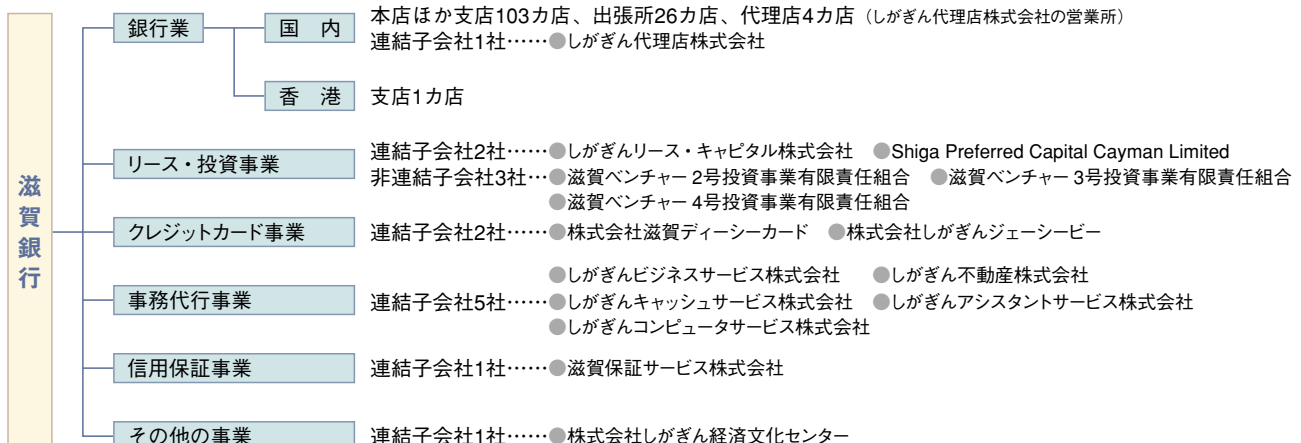 滋賀銀行
銀行業
国 内
本店ほか支店103カ店、出張所26カ店、代理店4カ店（しがぎん代理店株式会社の営業所）
連結子会社1社……●しがぎん代理店株式会社
香 港
支店1カ店
リース・投資事業
連結子会社2社……●しがぎんリース・キャピタル株式会社 ●Shiga Preferred Capital Cayman Limited
非連結子会社3社…●滋賀ベンチャー2号投資事業有限責任組合 ●滋賀ベンチャー3号投資事業有限責任組合
●滋賀ベンチャー4号投資事業有限責任組合
クレジットカード事業
連結子会社2社……●株式会社滋賀ディーシーカード ●株式会社しがぎんジェーシービー
事務代行事業
●しがぎんビジネスサービス株式会社 ●しがぎん不動産株式会社
連結子会社5社……●しがぎんキャッシュサービス株式会社 ●しがぎんアシスタントサービス株式会社
●しがぎんコンピュータサービス株式会社
信用保証事業
連結子会社1社……●滋賀保証サービス株式会社
その他の事業
連結子会社1社……●株式会社しがぎん経済文化センター